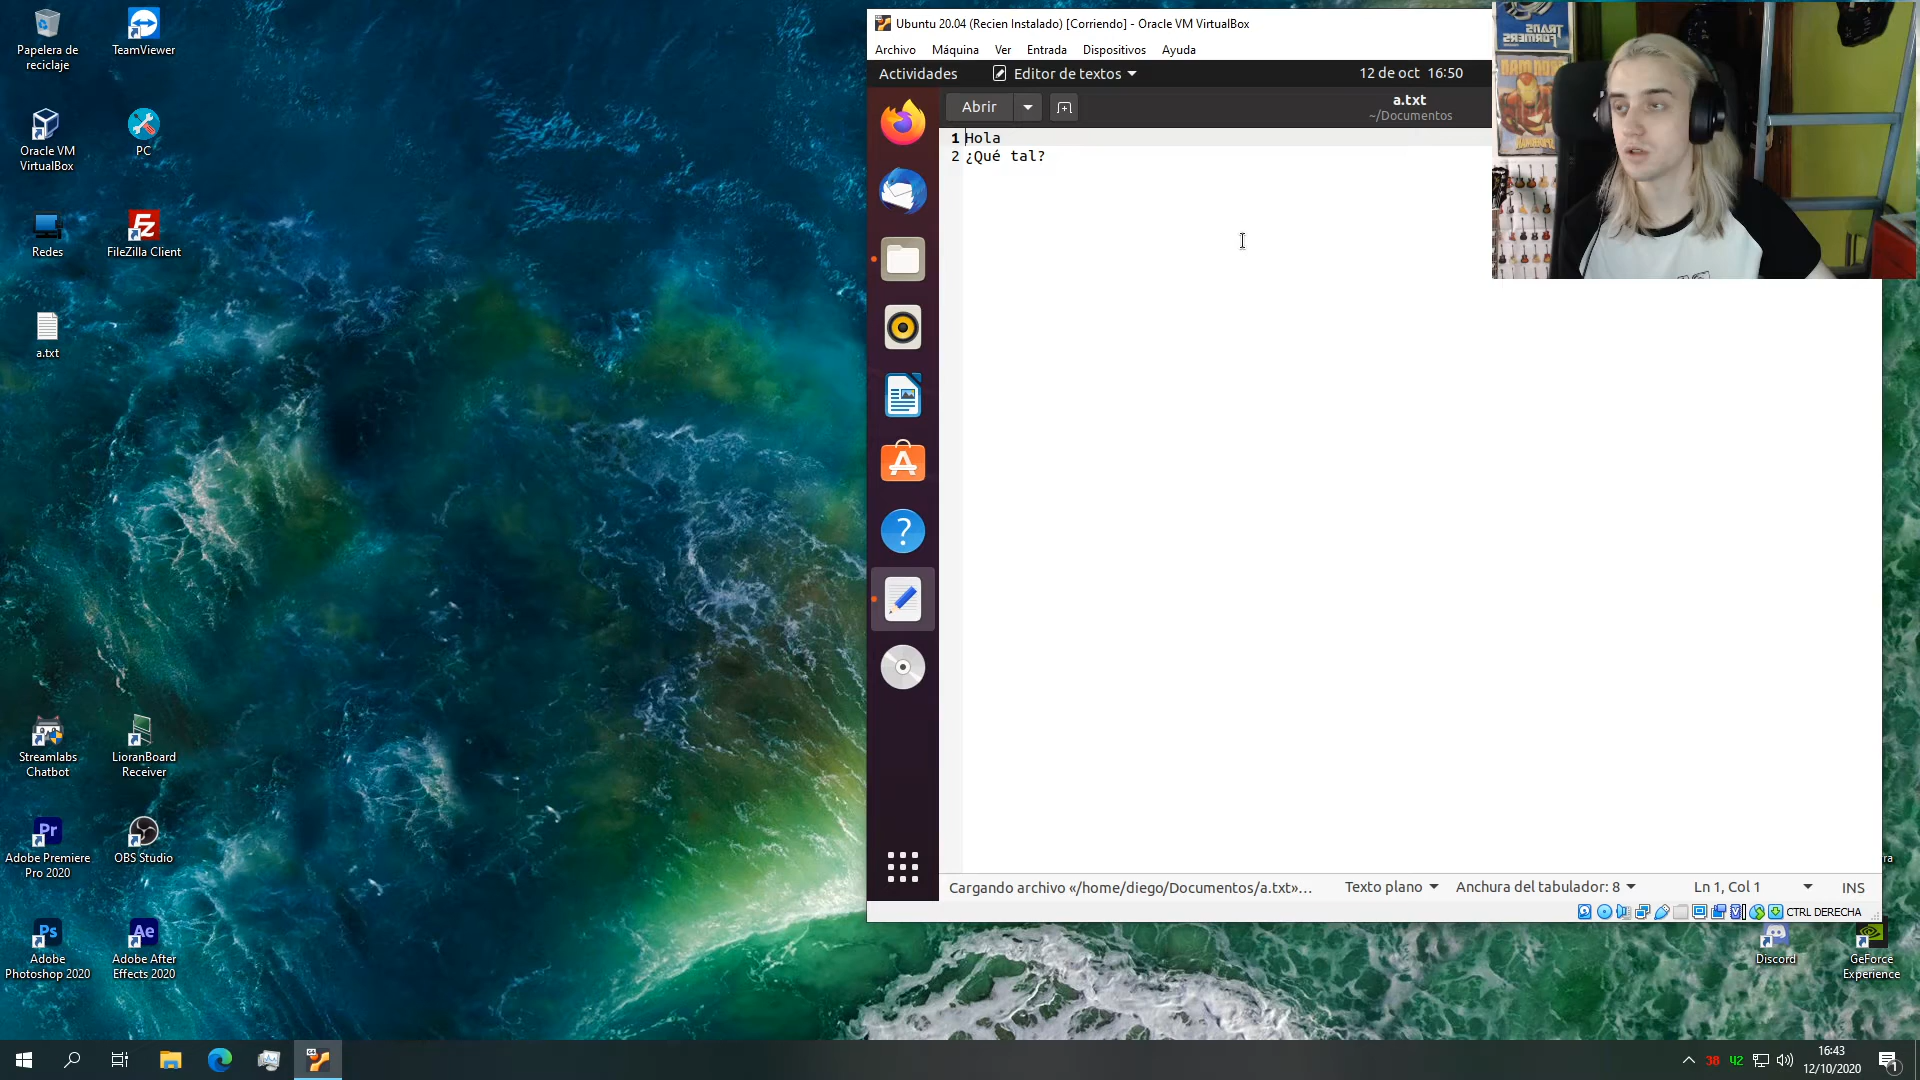 Papelera de
reciclaje
TeamViewer
Oracle VM
VirtualBox
PC
Redes
FileZilla Client
a.txt
Streamlabs
Chatbot
LioranBoard
Receiver
Adobe Premiere
Pro 2020
OBS Studio
Adobe
Photoshop 2020
Adobe After
Effects 2020
Ubuntu 20.04 (Recien Instalado) [Corriendo] - Oracle VM VirtualBox
Archivo Máquina Ver Entrada Dispositivos Ayuda
Actividades Editor de textos 12 de oct 16:50
Abrir a.txt
~/Documentos
1 Hola
2 ¿Qué tal?
Cargando archivo «/home/diego/Documentos/a.txt»… Texto plano Anchura del tabulador: 8 Ln 1, Col 1 INS
CTRL DERECHA
Discord
GeForce
Experience
38 42 16:43
12/10/2020
1